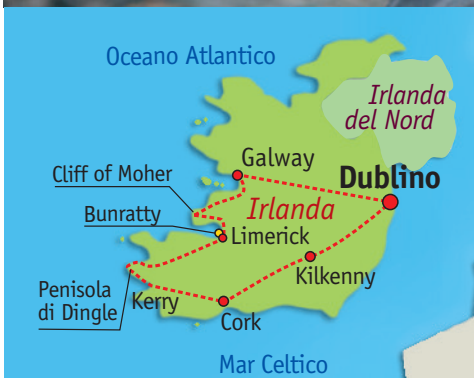 Oceano Atlantico
Irlanda
del Nord
Galway
Dublino
Cliff of Moher
Bunratty
Irlanda
Limerick
Kilkenny
Penisola
di Dingle
Kerry
Cork
Mar Celtico